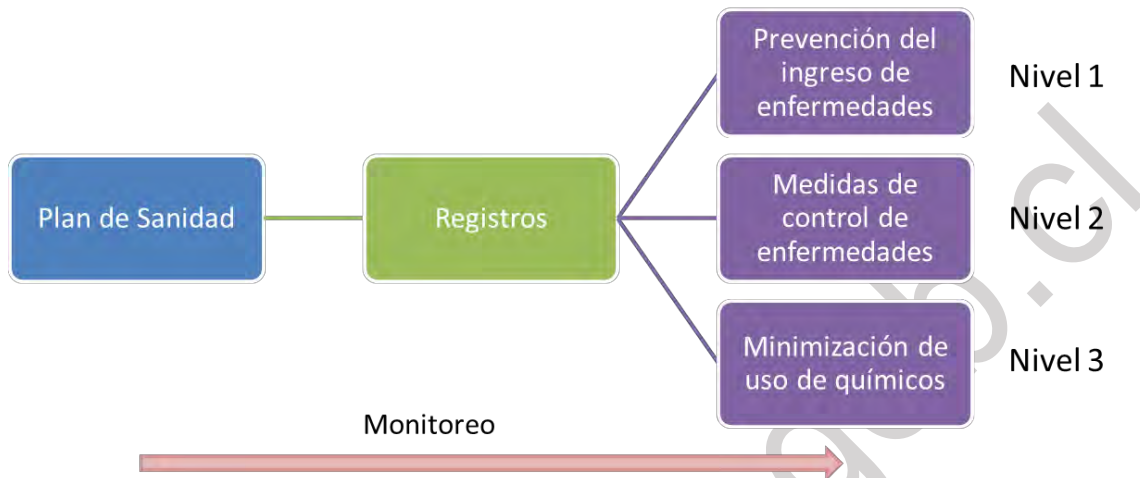 Prevención del
ingreso de
enfermedades
Nivel 1
Plan de Sanidad
Registros
Medidas de
control de
enfermedades
Nivel 2
Minimización de
uso de químicos
Nivel 3
Monitoreo